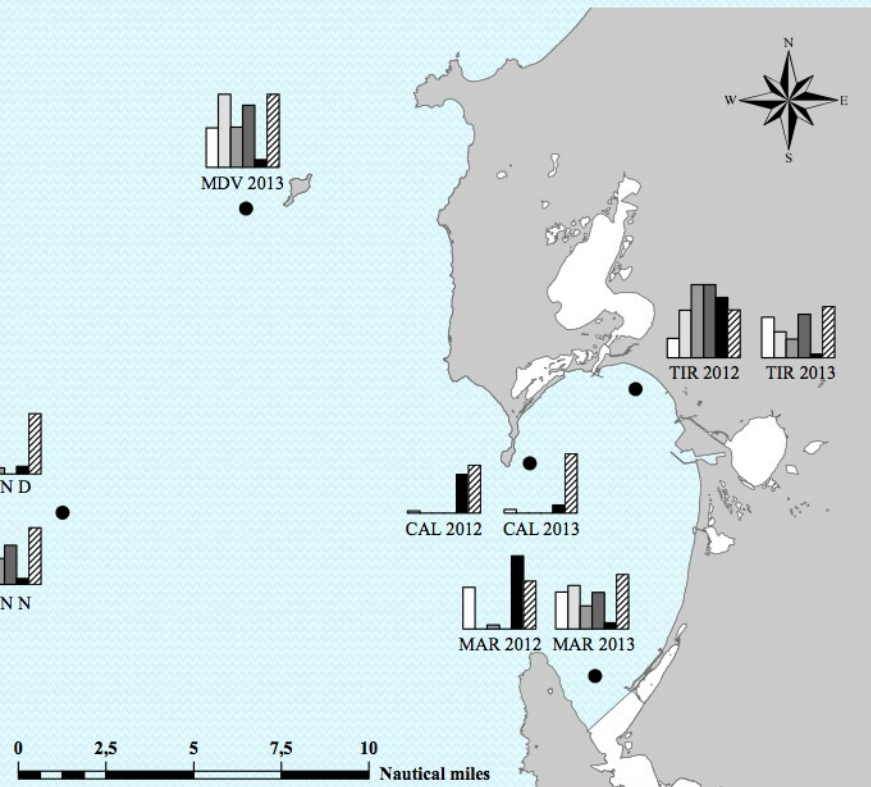 N
W E
S
MDV 2013
TIR 2012 TIR 2013
N D
CAL 2012 CAL 2013
N N
MAR 2012 MAR 2013
0 2,5 5 7,5 10
Nautical miles